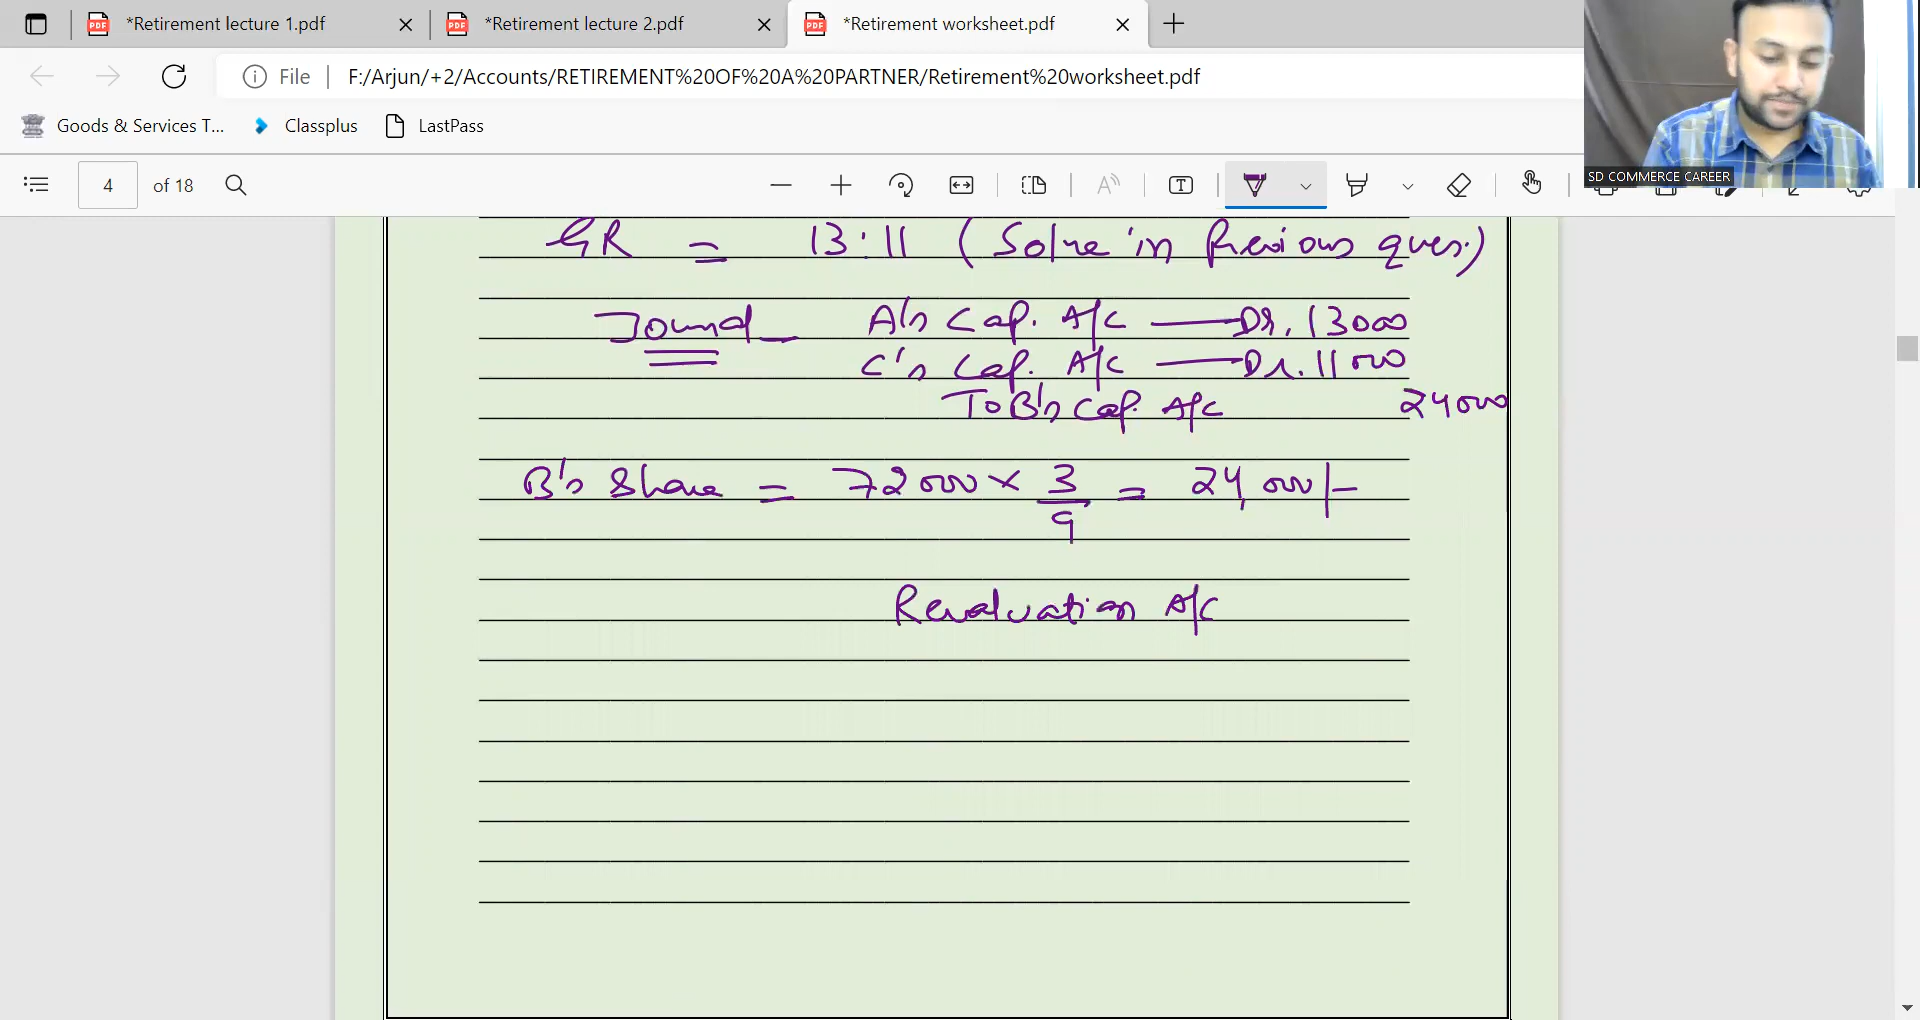 *Retirement lecture 1.pdf
*Retirement lecture 2.pdf
*Retirement worksheet.pdf
File
F:/Arjun/+2/Accounts/RETIREMENT%20OF%20A%20PARTNER/Retirement%20worksheet.pdf
Goods & Services T...
Classplus
LastPass
4 of 18
SD COMMERCE CAREER
GR = 13:11 (Solve in Previous ques.)
Journal A's Cap. A/C — Dr. 13000
C's Cap. A/C — Dr. 11000
To B's Cap. A/C 24000
B's Share = 72000 × 3/9 = 24,000/-
Revaluation A/C